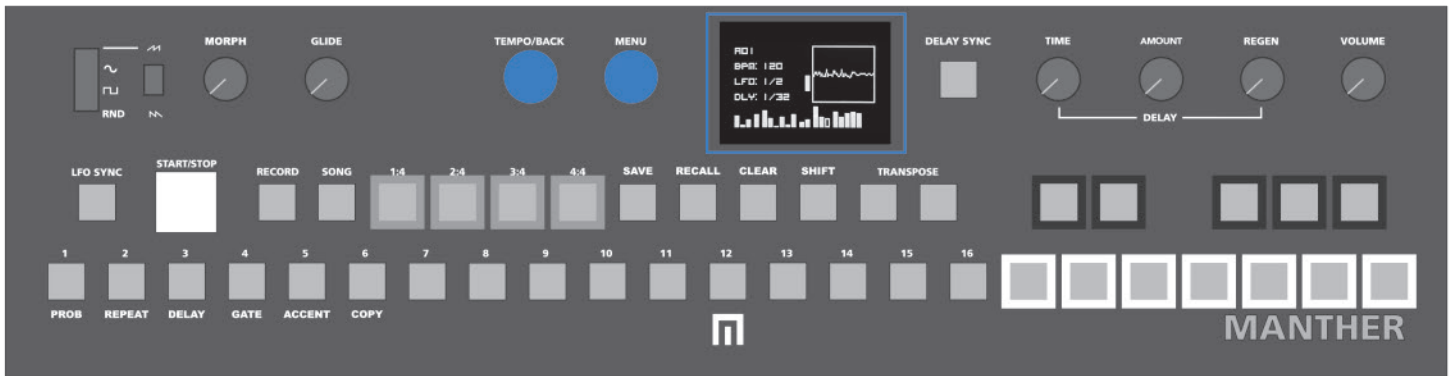 MORPH GLIDE TEMPO/BACK MENU DELAY SYNC TIME AMOUNT REGEN VOLUME
A01
BPM: 120
LFO: 1/2
DLY: 1/32
RND
DELAY
LFO SYNC START/STOP RECORD SONG 1:4 2:4 3:4 4:4 SAVE RECALL CLEAR SHIFT TRANSPOSE
1 2 3 4 5 6 7 8 9 10 11 12 13 14 15 16
PROB REPEAT DELAY GATE ACCENT COPY
MANTHER